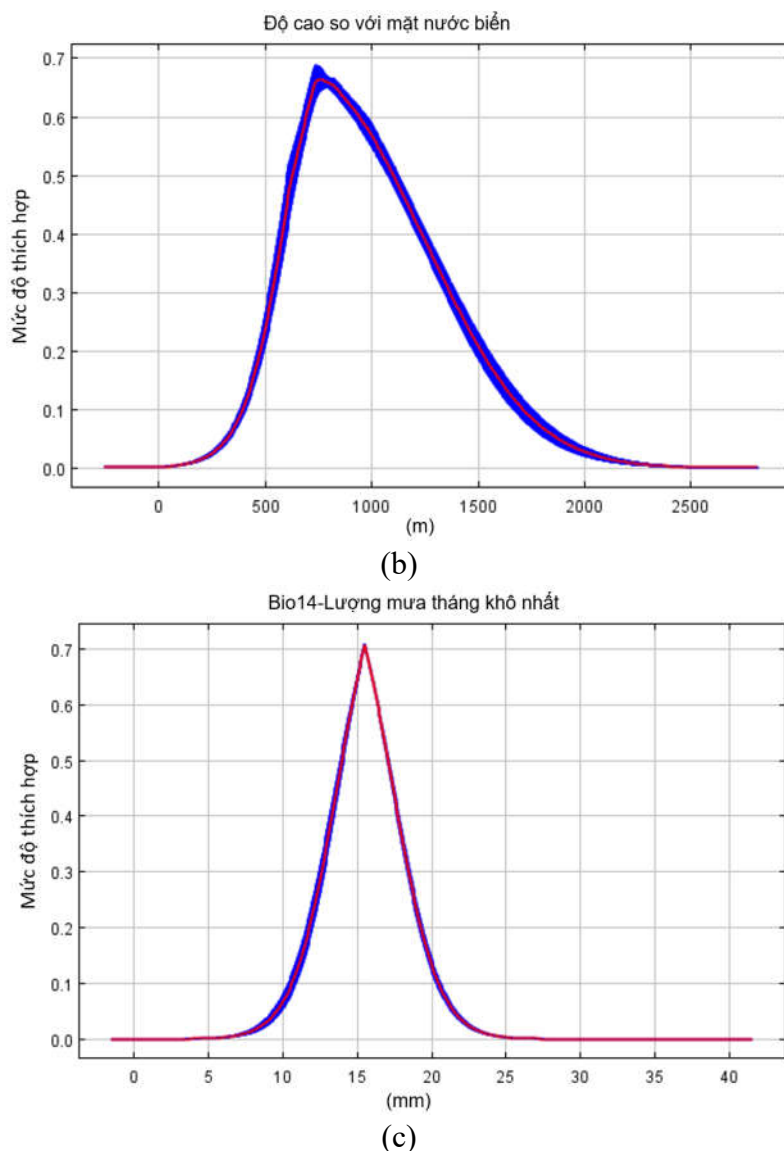 Độ cao so với mặt nước biển
0.7
0.6
0.5
0.4
0.3
0.2
0.1
0.0
Mức độ thích hợp
0 500 1000 1500 2000 2500
(m)
(b)
Bio14-Lượng mưa tháng khô nhất
0.7
0.6
0.5
0.4
0.3
0.2
0.1
0.0
Mức độ thích hợp
0 5 10 15 20 25 30 35 40
(mm)
(c)